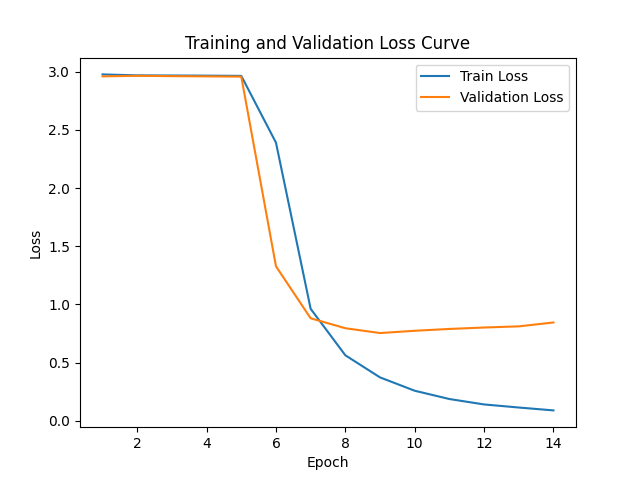 Training and Validation Loss Curve
Train Loss
Validation Loss
3.0
2.5
2.0
1.5
1.0
0.5
0.0
Loss
2 4 6 8 10 12 14
Epoch